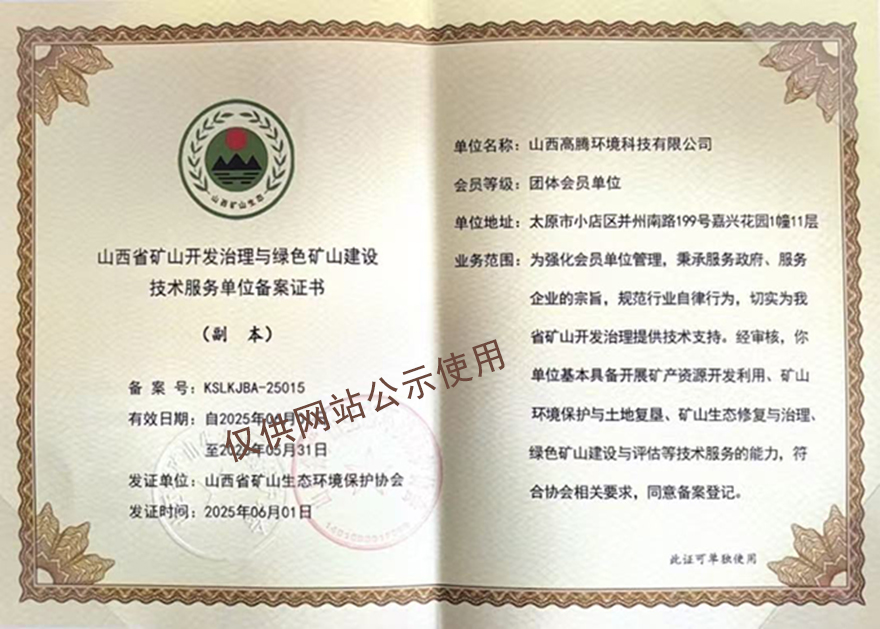 山西矿山生态
山西省矿山开发治理与绿色矿山建设
技术服务单位备案证书
（副 本）
备 案 号：KSLKJBA-25015
有效日期：自2025年
年05月31日
发证单位：山西省矿山生态环境保护协会
发证时间：2025年06月01日
仅供网站公示使用
单位名称：山西高腾环境科技有限公司
会员等级：团体会员单位
单位地址：太原市小店区并州南路199号嘉兴花园1幢11层
业务范围：为强化会员单位管理，秉承服务政府、服务
企业的宗旨，规范行业自律行为，切实为我
省矿山开发治理提供技术支持。经审核，你
单位基本具备开展矿产资源开发利用、矿山
环境保护与土地复垦、矿山生态修复与治理、
绿色矿山建设与评估等技术服务的能力，符
合协会相关要求，同意备案登记。
此证可单独使用